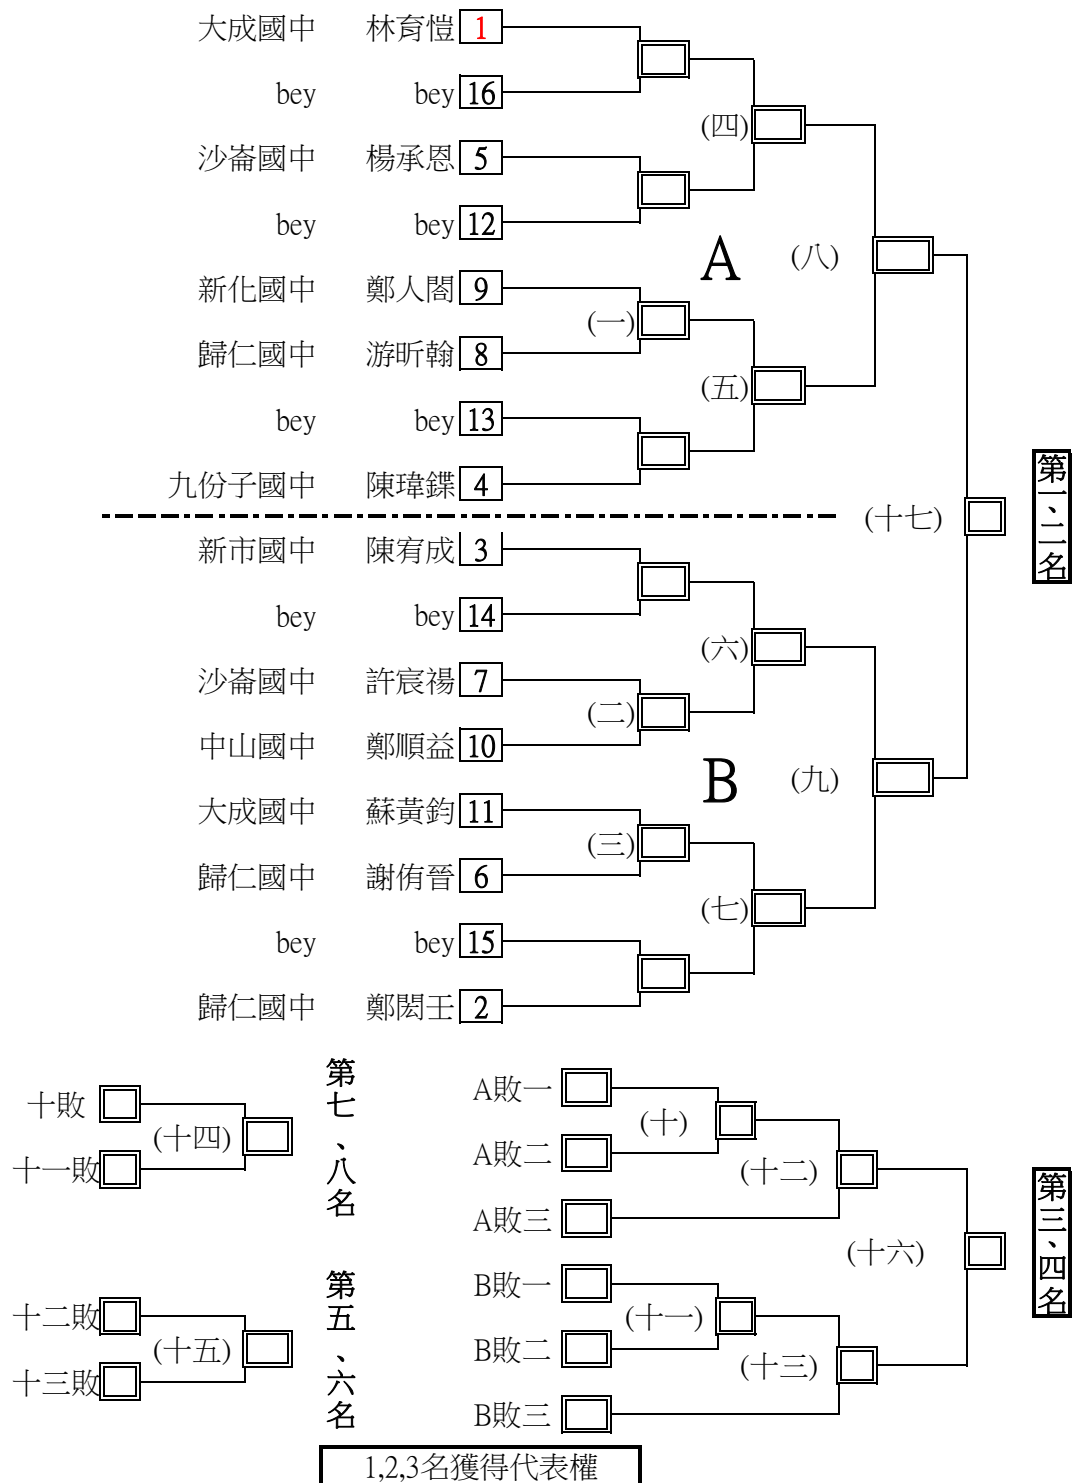 大成國中 林育愷 1
bey bey 16
(四)
沙崙國中 楊承恩 5
bey bey 12
A (八)
新化國中 鄭人閤 9
(一)
歸仁國中 游昕翰 8
(五)
bey bey 13
九份子國中 陳瑋鍱 4
(十七)
第一、二名
新市國中 陳宥成 3
bey bey 14
(六)
沙崙國中 許宸禓 7
(二)
中山國中 鄭順益 10
B (九)
大成國中 蘇黃鈞 11
(三)
歸仁國中 謝侑晉 6
(七)
bey bey 15
歸仁國中 鄭閎壬 2
十敗
(十四)
十一敗
第七、八名
十二敗
(十五)
十三敗
第五、六名
A敗一
(十)
A敗二
(十二)
A敗三
(十六)
B敗一
(十一)
B敗二
(十三)
B敗三
第三、四名
1,2,3名獲得代表權